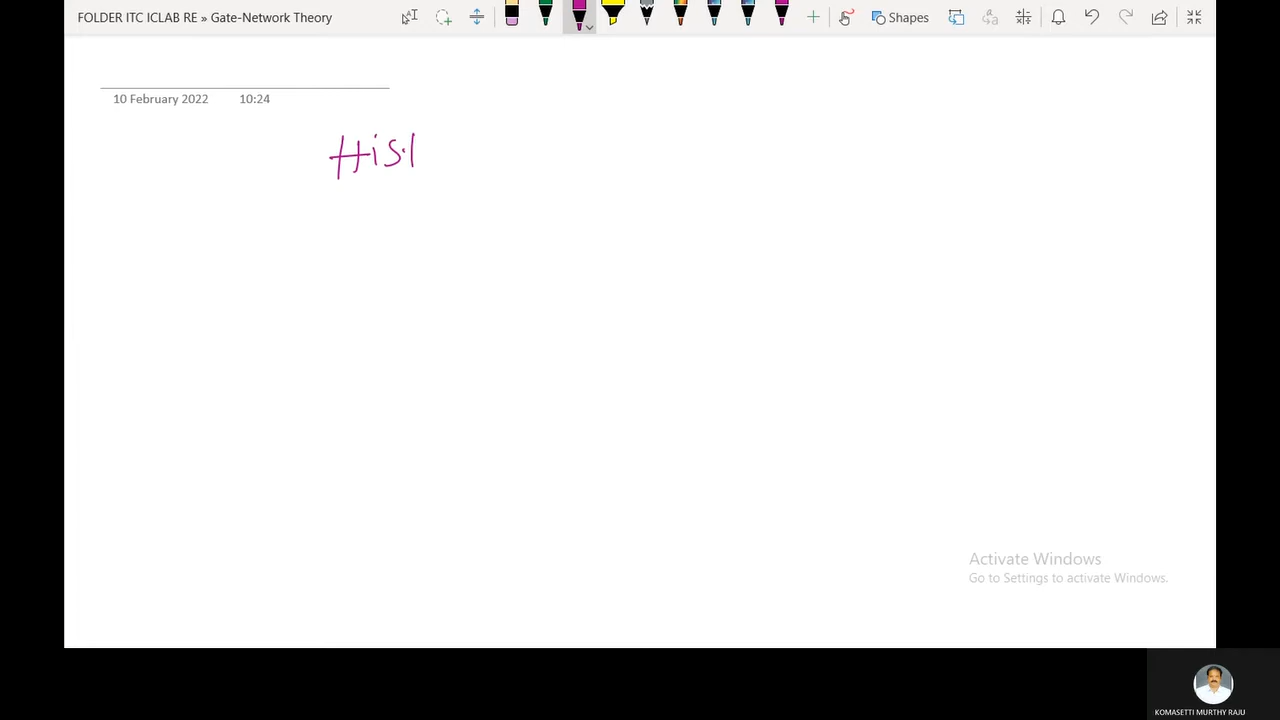 FOLDER ITC ICLAB RE » Gate-Network Theory
Shapes
10 February 2022 10:24
Activate Windows
Go to Settings to activate Windows.
KOMASETTI MURTHY RAJU